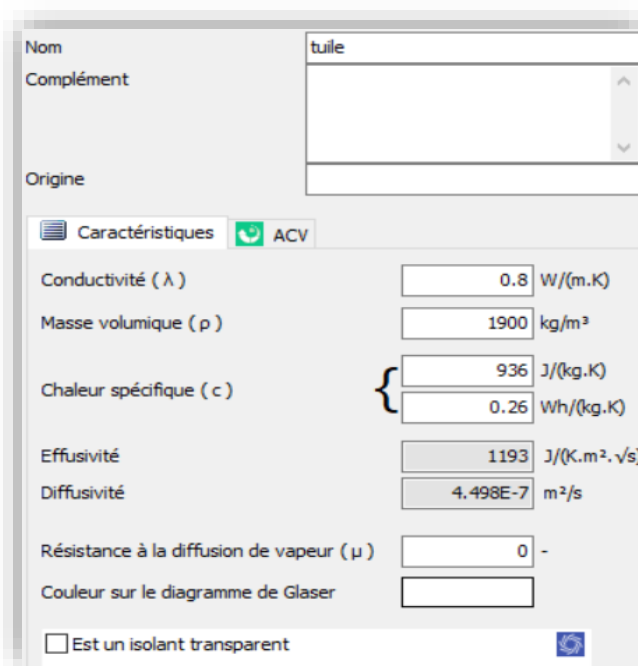 Nom tuile
Complément
Origine
Caractéristiques ACV
Conductivité ( λ ) 0.8 W/(m.K)
Masse volumique ( ρ ) 1900 kg/m³
936 J/(kg.K)
Chaleur spécifique ( c ) {
0.26 Wh/(kg.K)
Effusivité 1193 J/(K.m².√s)
Diffusivité 4.498E-7 m²/s
Résistance à la diffusion de vapeur ( μ ) 0 -
Couleur sur le diagramme de Glaser
Est un isolant transparent